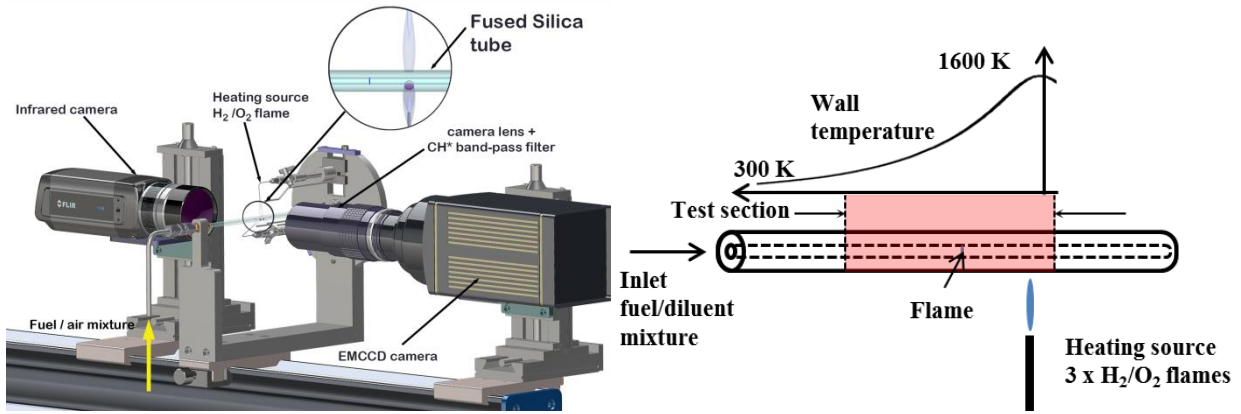 Fused Silica
tube
Heating source
H₂ /O₂ flame
Infrared camera
camera lens +
CH* band-pass filter
FLIR
Fuel / air mixture
EMCCD camera
1600 K
Wall
temperature
300 K
Test section
Inlet
fuel/diluent
mixture
Flame
Heating source
3 x H₂/O₂ flames